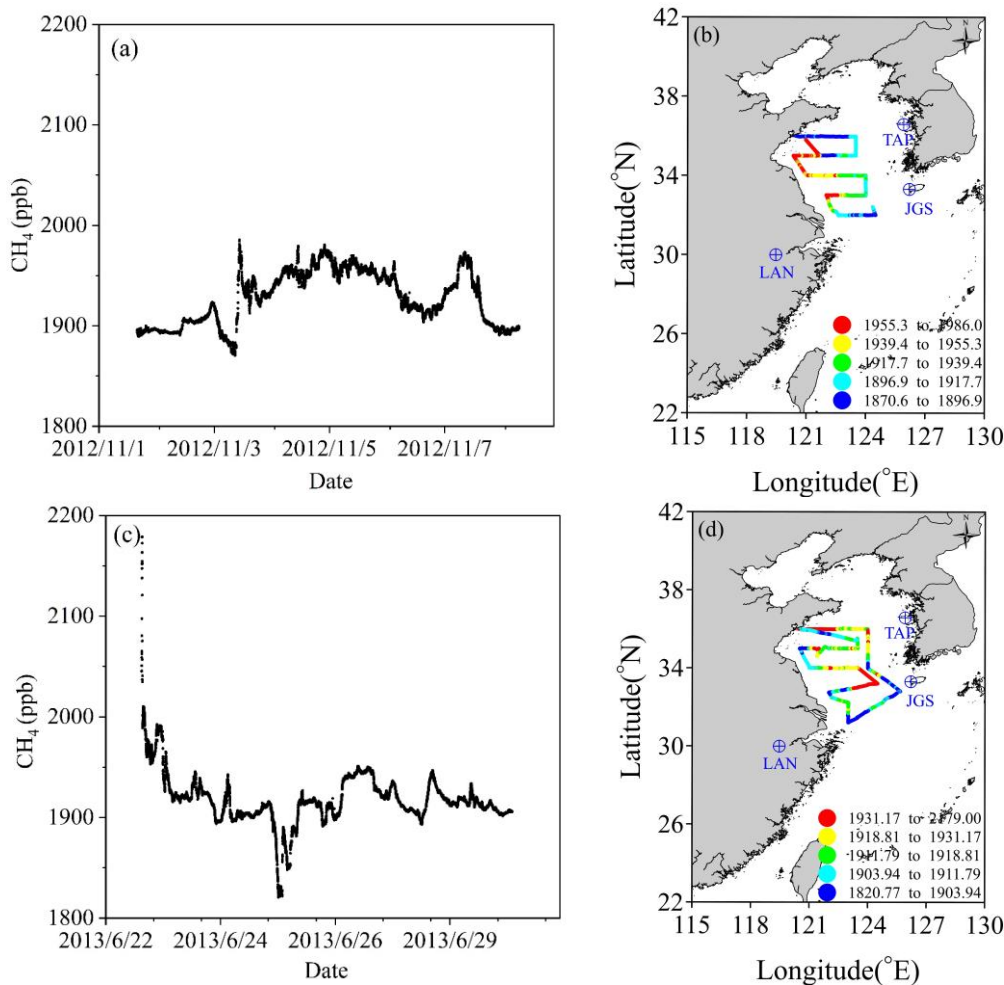 (a)
2200
2100
2000
1900
1800
CH4 (ppb)
2012/11/1 2012/11/3 2012/11/5 2012/11/7
Date
(b)
N
42
38
34
30
26
22
Latitude(°N)
TAP
JGS
LAN
1955.3 to 1986.0
1939.4 to 1955.3
1917.7 to 1939.4
1896.9 to 1917.7
1870.6 to 1896.9
115 118 121 124 127 130
Longitude(°E)
(c)
2200
2100
2000
1900
1800
CH4 (ppb)
2013/6/22 2013/6/24 2013/6/26 2013/6/29
Date
(d)
N
42
38
34
30
26
22
Latitude(°N)
TAP
JGS
LAN
1931.17 to 2179.00
1918.81 to 1931.17
1911.79 to 1918.81
1903.94 to 1911.79
1820.77 to 1903.94
115 118 121 124 127 130
Longitude(°E)